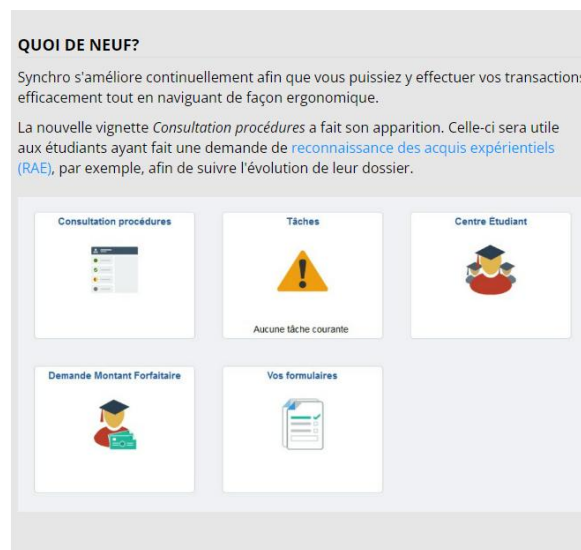 QUOI DE NEUF?
Synchro s'améliore continuellement afin que vous puissiez y effectuer vos transactions
efficacement tout en naviguant de façon ergonomique.
La nouvelle vignette Consultation procédures a fait son apparition. Celle-ci sera utile
aux étudiants ayant fait une demande de reconnaissance des acquis expérientiels
(RAE), par exemple, afin de suivre l'évolution de leur dossier.
Consultation procédures
Tâches
Centre Étudiant
Aucune tâche courante
Demande Montant Forfaitaire
Vos formulaires